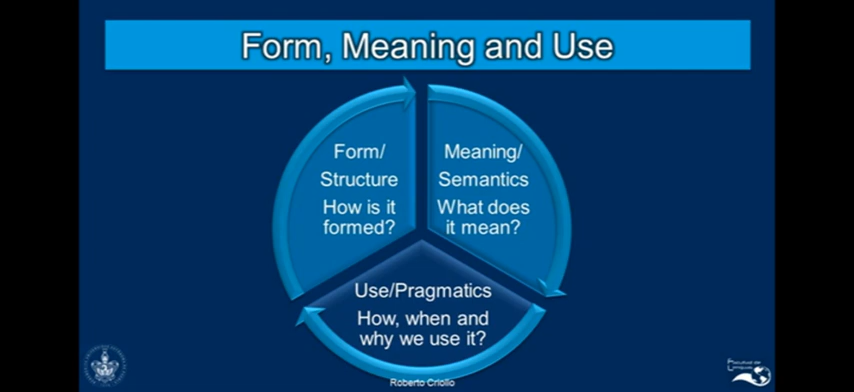 Form, Meaning and Use
Form/
Structure
How is it
formed?
Meaning/
Semantics
What does
it mean?
Use/Pragmatics
How, when and
why we use it?
Roberto Criollo